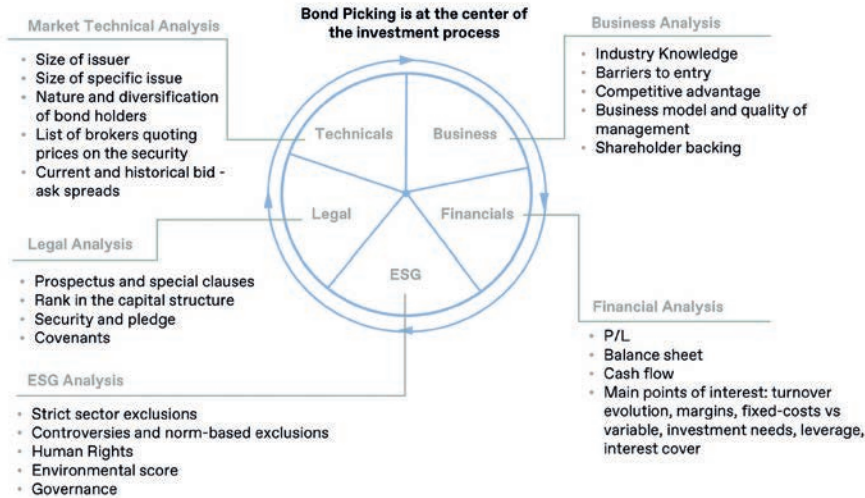 Bond Picking is at the center of
the investment process
Market Technical Analysis
• Size of issuer
• Size of specific issue
• Nature and diversification
of bond holders
• List of brokers quoting
prices on the security
• Current and historical bid -
ask spreads
Business Analysis
• Industry Knowledge
• Barriers to entry
• Competitive advantage
• Business model and quality of
management
• Shareholder backing
Technicals
Business
Legal
Financials
ESG
Legal Analysis
• Prospectus and special clauses
• Rank in the capital structure
• Security and pledge
• Covenants
Financial Analysis
• P/L
• Balance sheet
• Cash flow
• Main points of interest: turnover
evolution, margins, fixed-costs vs
variable, investment needs, leverage,
interest cover
ESG Analysis
• Strict sector exclusions
• Controversies and norm-based exclusions
• Human Rights
• Environmental score
• Governance